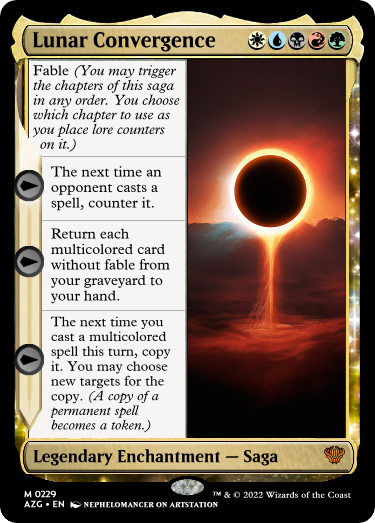 Lunar Convergence
Fable (You may trigger
the chapters of this saga
in any order. You choose
which chapter to use as
you place lore counters
on it.)
The next time an
opponent casts a
spell, counter it.
Return each
multicolored card
without fable from
your graveyard to
your hand.
The next time you
cast a multicolored
spell this turn, copy
it. You may choose
new targets for the
copy. (A copy of a
permanent spell
becomes a token.)
Legendary Enchantment — Saga
M 0229
AZG • EN NEPHELOMANCER ON ARTSTATION
™ & © 2022 Wizards of the Coast